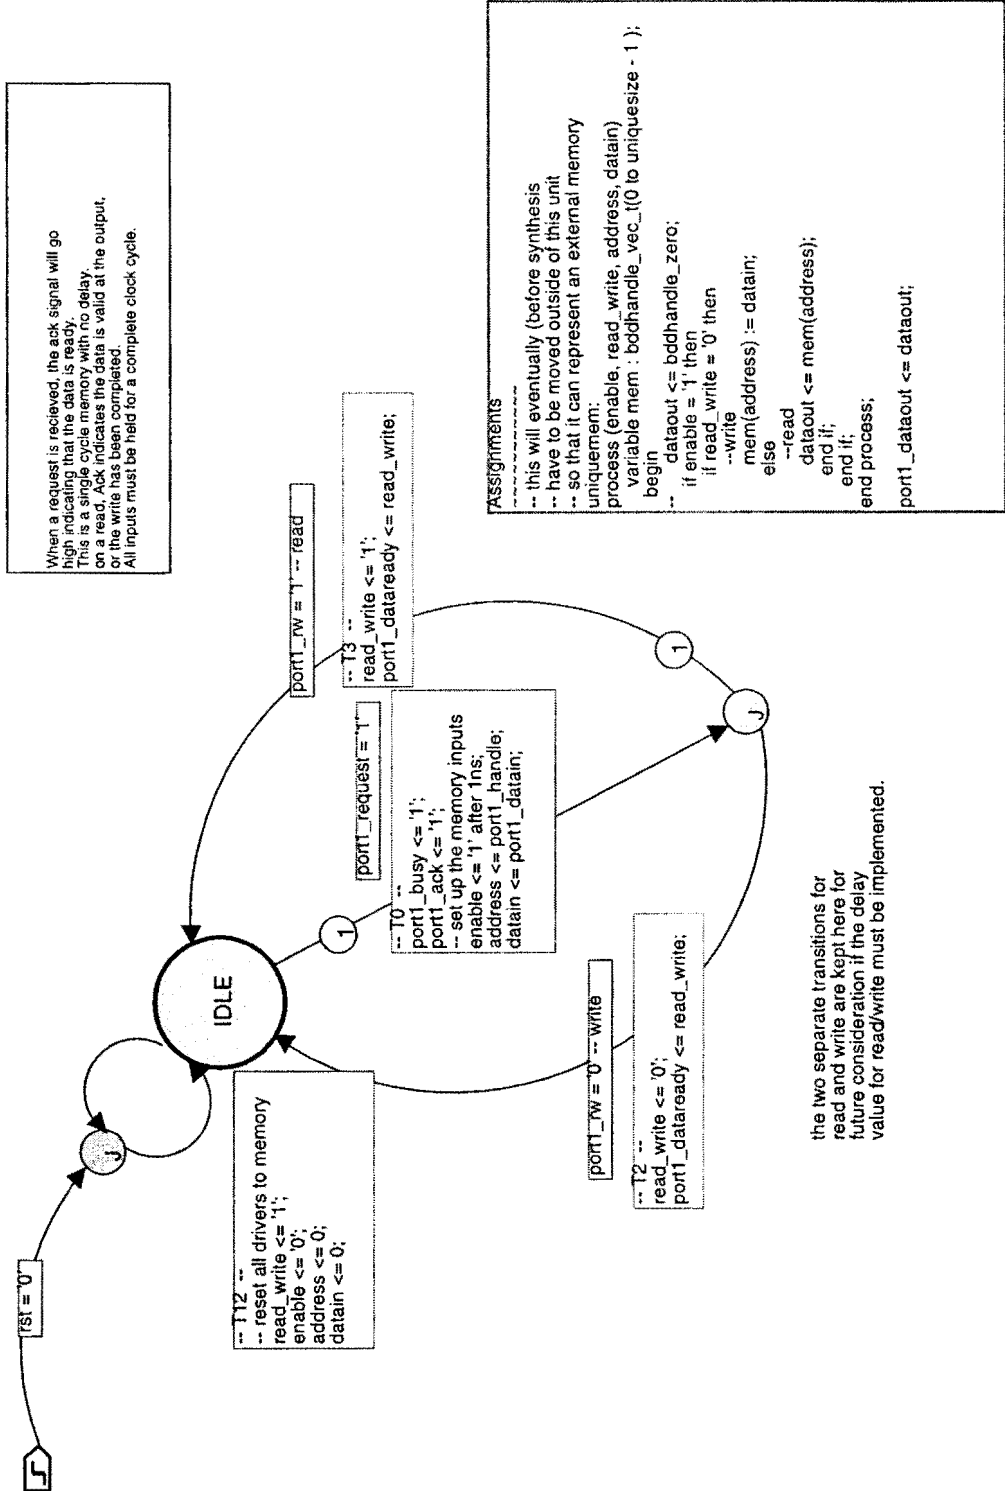 rst = '0'
J
IDLE
-- T12 --
-- reset all drivers to memory
read_write <= '1';
enable <= '0';
address <= 0;
datain <= 0;
When a request is recieved, the ack signal will go
high indicating that the data is ready.
This is a single cycle memory with no delay.
on a read, Ack indicates the data is valid at the output,
or the write has been completed.
All inputs must be held for a complete clock cycle.
port1_rw = '1' -- read
-- T3 --
read_write <= '1';
port1_dataready <= read_write;
port1_request = '1'
1
-- T0 --
port1_busy <= '1';
port1_ack <= '1';
-- set up the memory inputs
enable <= '1' after 1ns;
address <= port1_handle;
datain <= port1_datain;
1
J
port1_rw = '0' -- write
-- T2 --
read_write <= '0';
port1_dataready <= read_write;
the two separate transitions for
read and write are kept here for
future consideration if the delay
value for read/write must be implemented.
Assignments
~~~~~~~~~~~
-- this will eventually (before synthesis
-- have to be moved outside of this unit
-- so that it can represent an external memory
uniquemem:
process (enable, read_write, address, datain)
variable mem : bddhandle_vec_t(0 to uniquesize - 1 );
begin
-- dataout <= bddhandle_zero;
if enable = '1' then
if read_write = '0' then
--write
mem(address) := datain;
else
--read
dataout <= mem(address);
end if;
end if;
end process;
port1_dataout <= dataout;